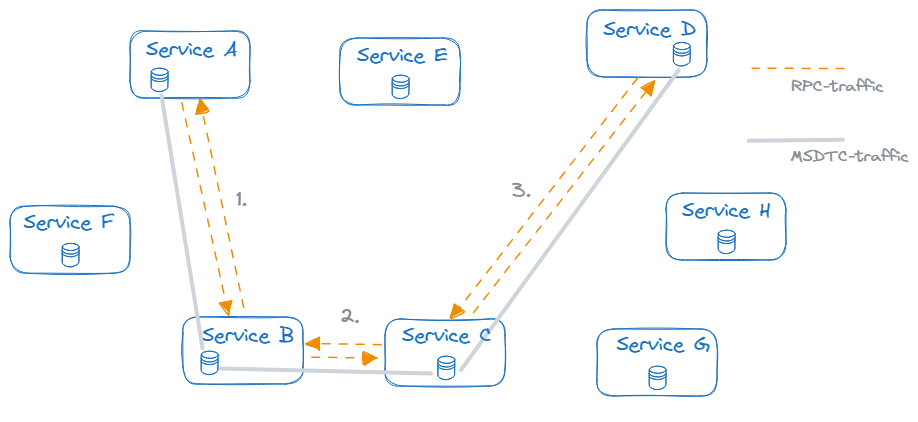 Service A
Service E
Service D
RPC-traffic
MSDTC-traffic
1.
3.
Service F
Service H
2.
Service B
Service C
Service G